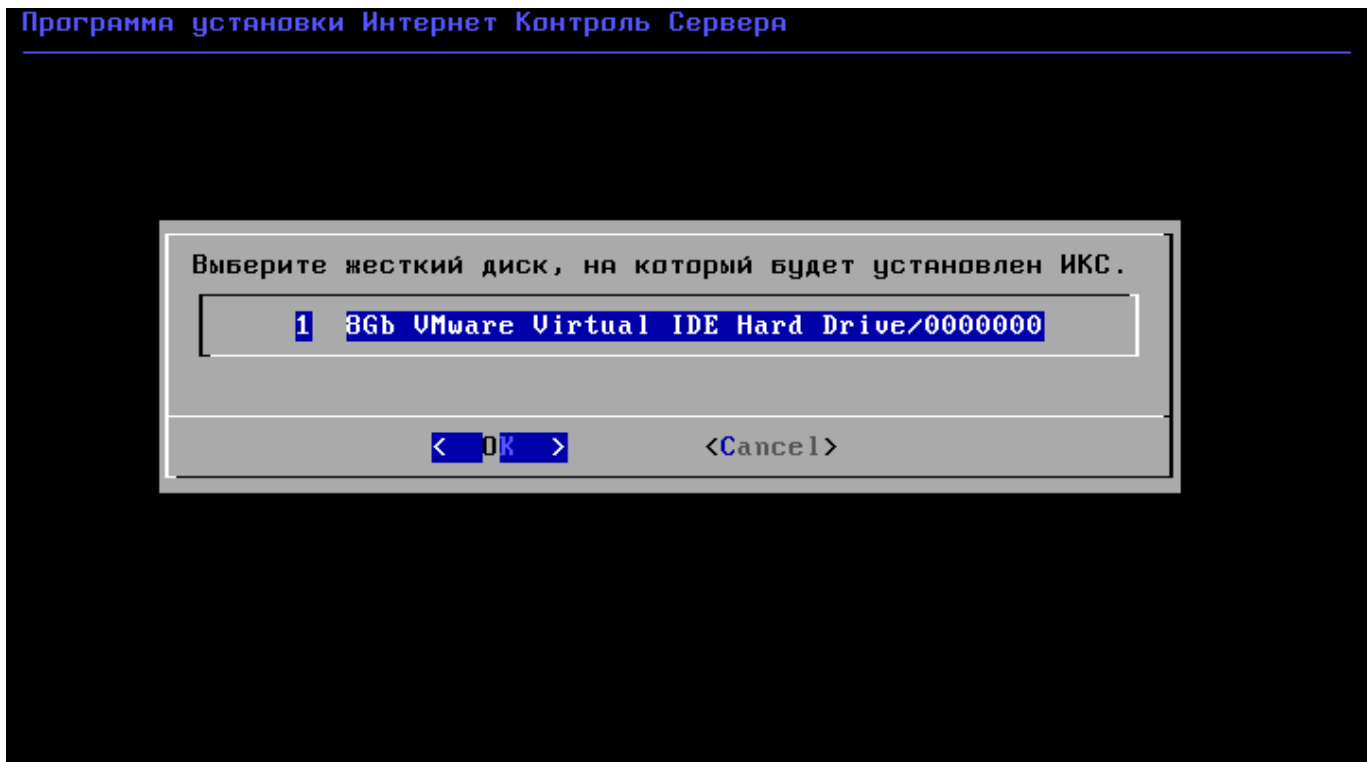 Программа установки Интернет Контроль Сервера
Выберите жесткий диск, на который будет установлен ИКС.
1 8Gb VMware Virtual IDE Hard Drive/0000000
< OK > <Cancel>